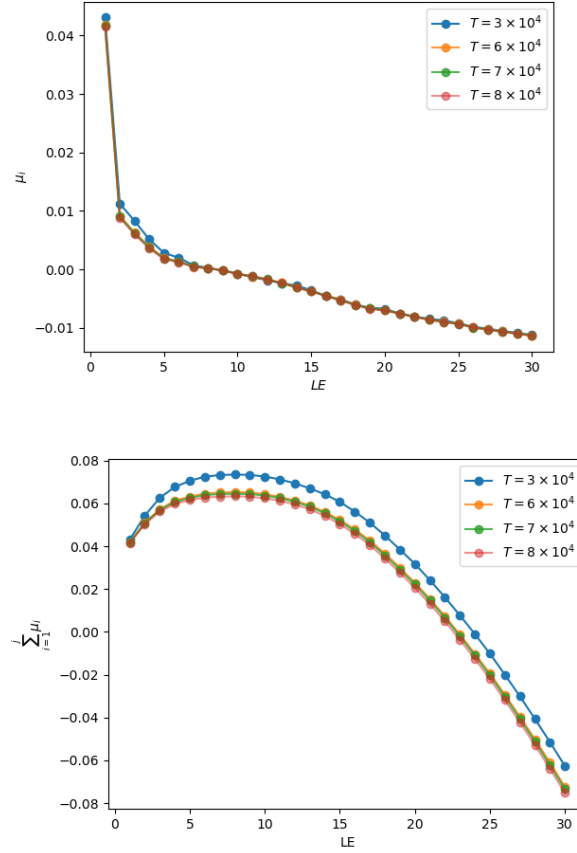 0.04
0.03
0.02
0.01
0.00
−0.01
μ_i
0
5
10
15
20
25
30
LE
T = 3 × 10^4
T = 6 × 10^4
T = 7 × 10^4
T = 8 × 10^4
0.08
0.06
0.04
0.02
0.00
−0.02
−0.04
−0.06
−0.08
∑_{i=1}^{j} μ_i
0
5
10
15
20
25
30
LE
T = 3 × 10^4
T = 6 × 10^4
T = 7 × 10^4
T = 8 × 10^4